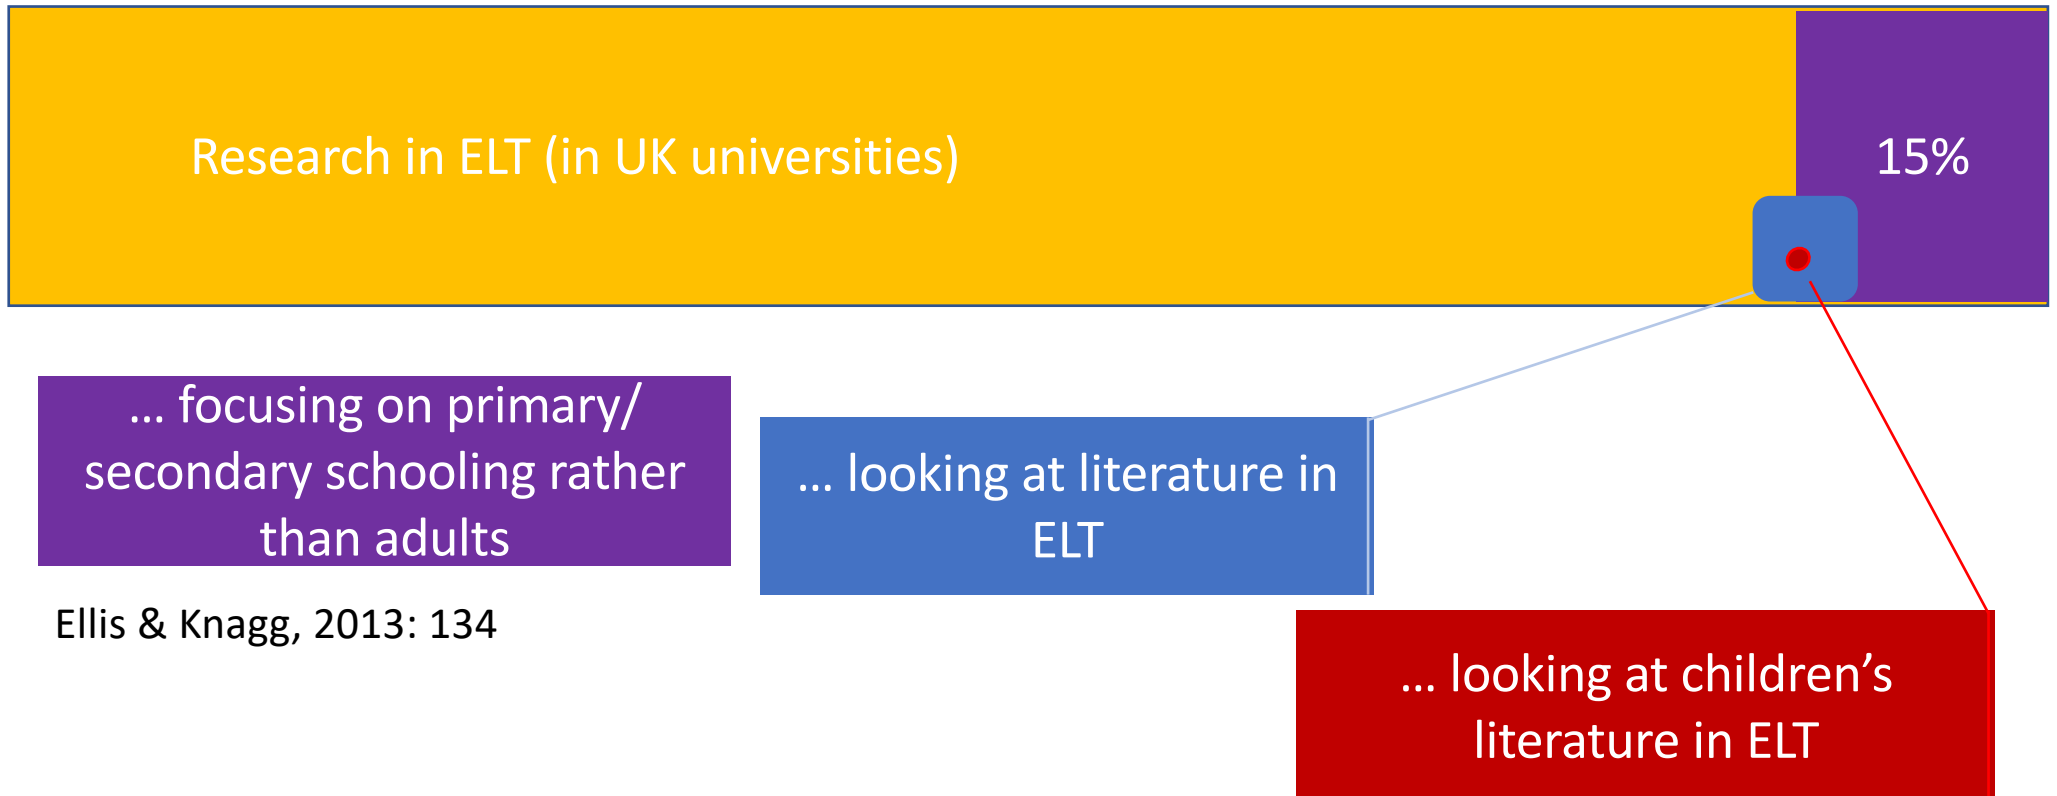 Research in ELT (in UK universities)
15%
… focusing on primary/
secondary schooling rather
than adults
… looking at literature in
ELT
Ellis & Knagg, 2013: 134
… looking at children’s
literature in ELT